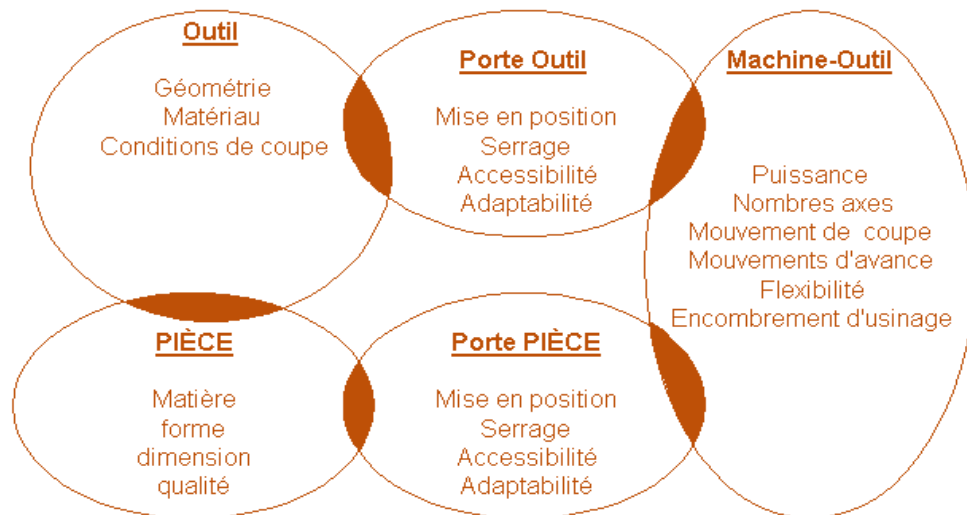 Outil
Géométrie
Matériau
Conditions de coupe
Porte Outil
Mise en position
Serrage
Accessibilité
Adaptabilité
Machine-Outil
Puissance
Nombres axes
Mouvement de coupe
Mouvements d'avance
Flexibilité
Encombrement d'usinage
PIÈCE
Matière
forme
dimension
qualité
Porte PIÈCE
Mise en position
Serrage
Accessibilité
Adaptabilité